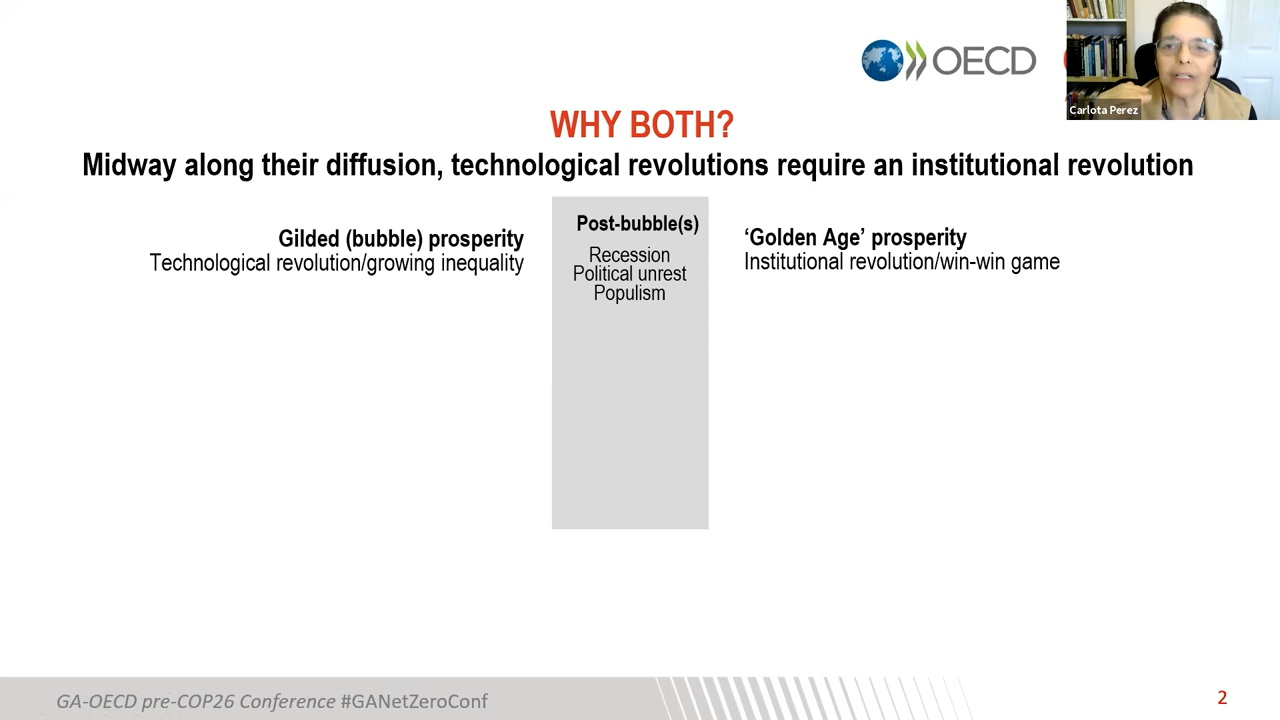 OECD
Carlota Perez
WHY BOTH?
Midway along their diffusion, technological revolutions require an institutional revolution
Gilded (bubble) prosperity
Technological revolution/growing inequality
Post-bubble(s)
Recession
Political unrest
Populism
‘Golden Age’ prosperity
Institutional revolution/win-win game
GA-OECD pre-COP26 Conference #GANetZeroConf
2